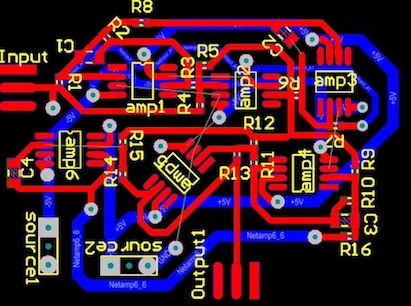 R8
R2
C1
Input
R1
R5
R3
R4
amp1
amp2
C2
R6
amp3
+5V
-5V
R12
R15
R14
amp6
C4
amp5
R13
R11
amp4
R9
R10
C3
R16
+5V
+5V
-5V
-5V
source1
source2
Output1
Netamp6_6
Netamp6_6
Netamp6_6